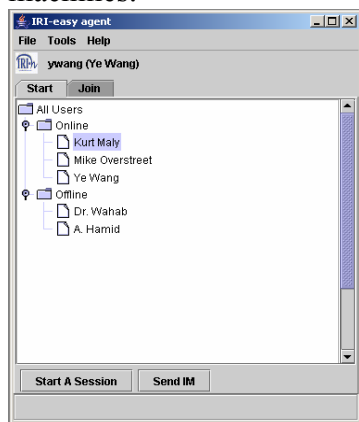 IRI-easy agent
File Tools Help
IRI-h ywang (Ye Wang)
Start Join
All Users
Online
Kurt Maly
Mike Overstreet
Ye Wang
Offline
Dr. Wahab
A. Hamid
Start A Session Send IM